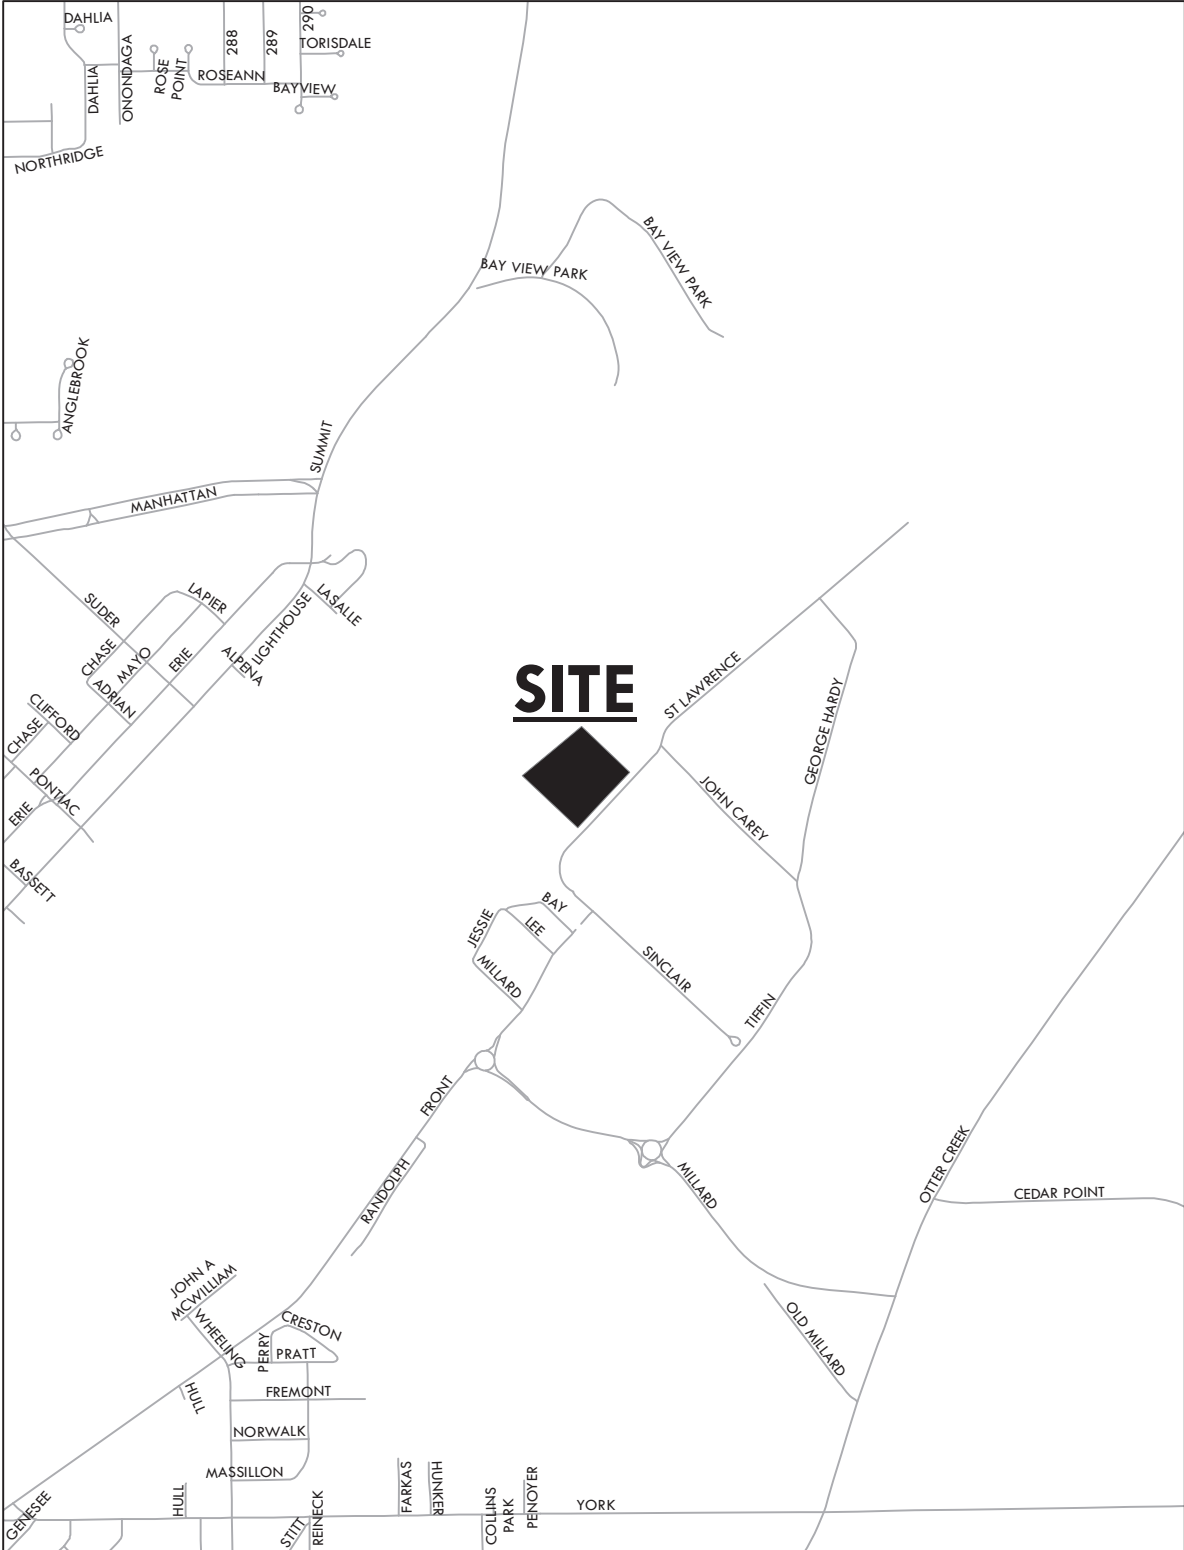 DAHLIA
290
TORISDALE
288
289
ONONDAGA
ROSE
POINT
ROSEANN
DAHLIA
BAYVIEW
NORTHRIDGE
BAY VIEW PARK
BAY VIEW PARK
ANGLEBROOK
SUMMIT
MANHATTAN
SUDER
LAPIER
LASALLE
LIGHTHOUSE
CHASE
MAYO
ERIE
ALPENA
ADRIAN
CLIFFORD
CHASE
PONTIAC
ERIE
BASSETT
SITE
ST LAWRENCE
GEORGE HARDY
JOHN CAREY
BAY
LEE
JESSIE
MILLARD
SINCLAIR
TIFFIN
FRONT
RANDOLPH
MILLARD
OTTER CREEK
CEDAR POINT
JOHN A
MCWILLIAM
WHEELING
CRESTON
PERRY
PRATT
OLD MILLARD
HULL
FREMONT
NORWALK
MASSILLON
GENESEE
HULL
STITT
REINECK
FARKAS
HUNKER
COLLINS
PARK
PENOYER
YORK